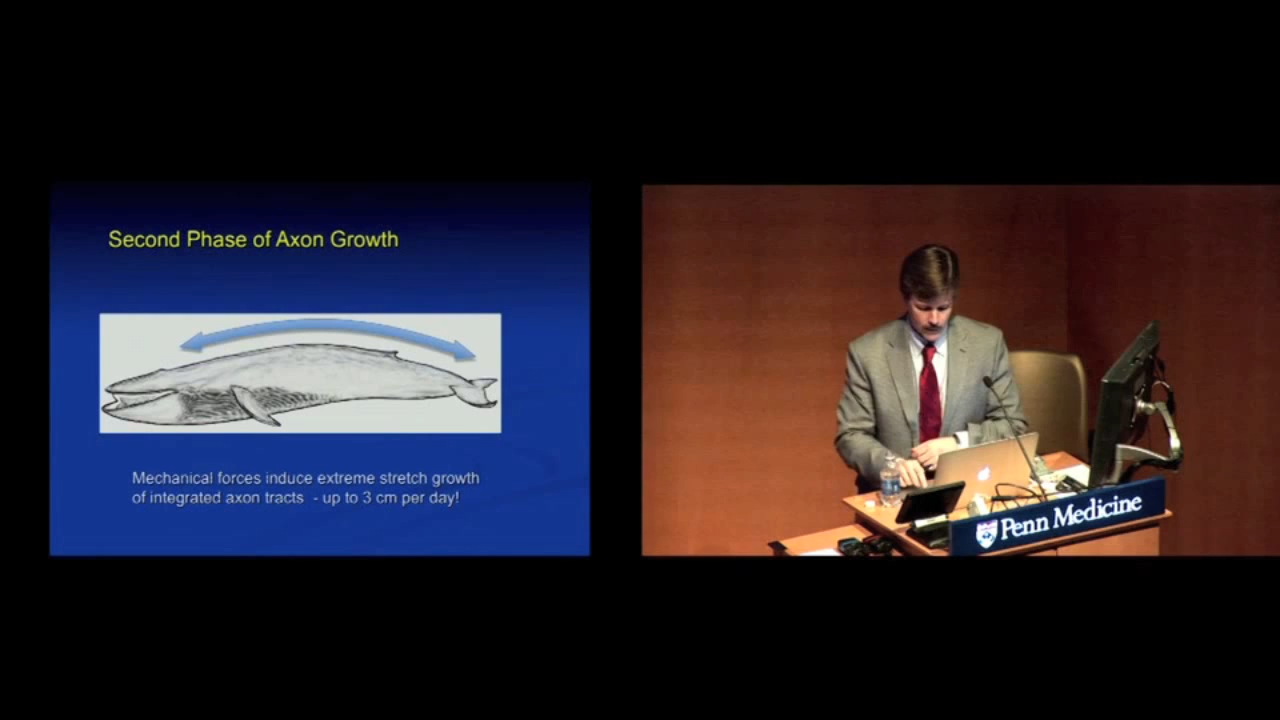 Second Phase of Axon Growth
Mechanical forces induce extreme stretch growth
of integrated axon tracts - up to 3 cm per day!
Penn Medicine